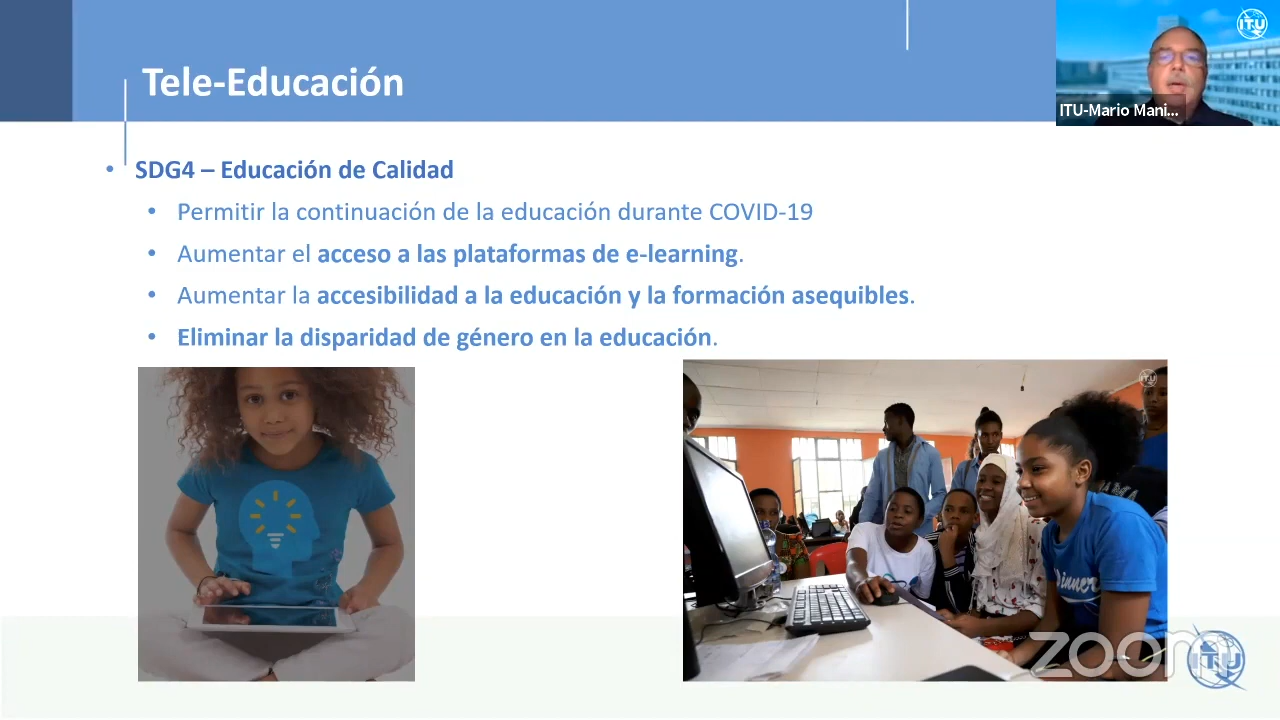 Tele-Educación
ITU
ITU-Mario Mani...
• SDG4 – Educación de Calidad
• Permitir la continuación de la educación durante COVID-19
• Aumentar el acceso a las plataformas de e-learning.
• Aumentar la accesibilidad a la educación y la formación asequibles.
• Eliminar la disparidad de género en la educación.
ITU
zoom
ITU